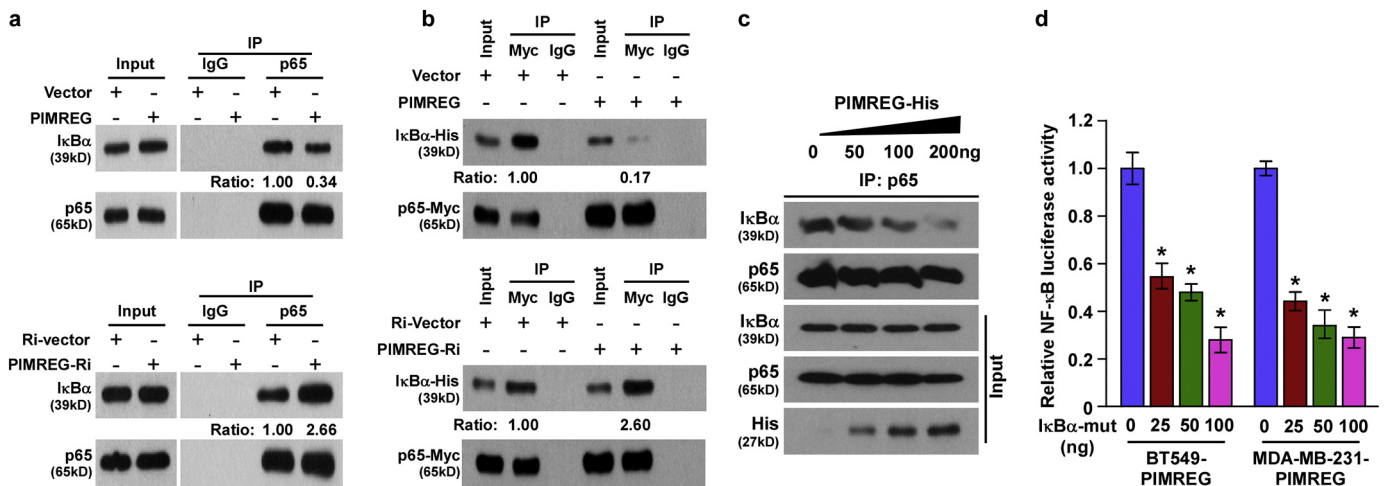 a
IP
Input IgG p65
Vector + - + - + -
PIMREG - + - + - +
IκBα
(39kD)
Ratio: 1.00 0.34
p65
(65kD)
IP
Input IgG p65
Ri-vector + - + - + -
PIMREG-Ri - + - + - +
IκBα
(39kD)
Ratio: 1.00 2.66
p65
(65kD)
b
Input IP Input IP
Myc IgG Myc IgG
Vector + + + - - -
PIMREG - - - + + +
IκBα-His
(39kD)
Ratio: 1.00 0.17
p65-Myc
(65kD)
Input IP Input IP
Myc IgG Myc IgG
Ri-Vector + + + - - -
PIMREG-Ri - - - + + +
IκBα-His
(39kD)
Ratio: 1.00 2.60
p65-Myc
(65kD)
c
PIMREG-His
0 50 100 200ng
IP: p65
IκBα
(39kD)
p65
(65kD)
IκBα
(39kD)
p65
(65kD)
His
(27kD)
Input
d
Relative NF-κB luciferase activity
1.2
1.0
0.8
0.6
0.4
0.2
0
* * * * * *
IκBα-mut 0 25 50 100 0 25 50 100
(ng)
BT549- MDA-MB-231-
PIMREG PIMREG